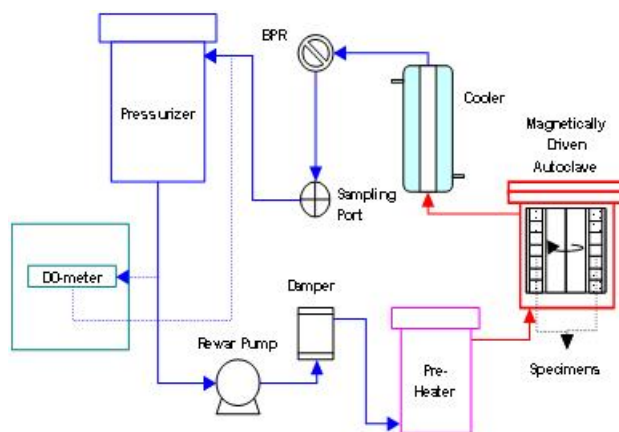 BPR
Pressurizer
Cooler
Magnetically
Driven
Autoclave
Sampling
Port
DO-meter
Damper
Rewar Pump
Pre-
Heater
Specimens